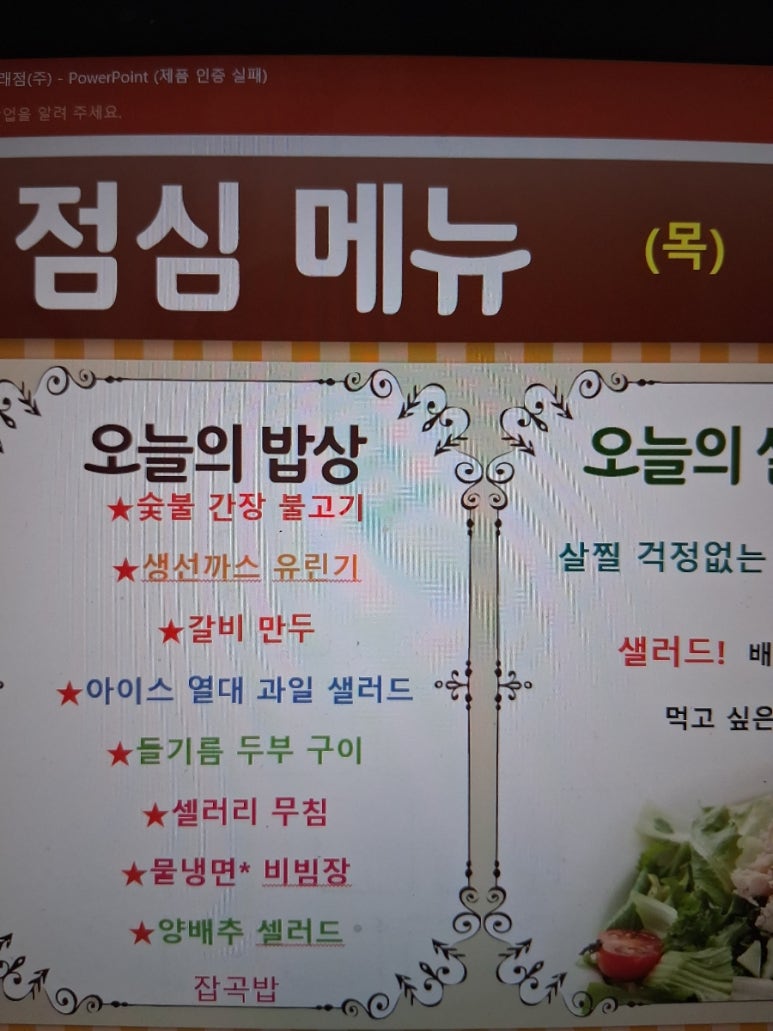 래점(주) - PowerPoint (제품 인증 실패)
업을 알려 주세요.
점심 메뉴 (목)
오늘의 밥상
★숯불 간장 불고기
★생선까스 유린기
★갈비 만두
★아이스 열대 과일 샐러드
★들기름 두부 구이
★셀러리 무침
★물냉면* 비빔장
★양배추 셀러드
잡곡밥
오늘의
살찔 걱정없는
샐러드! 배
먹고 싶은